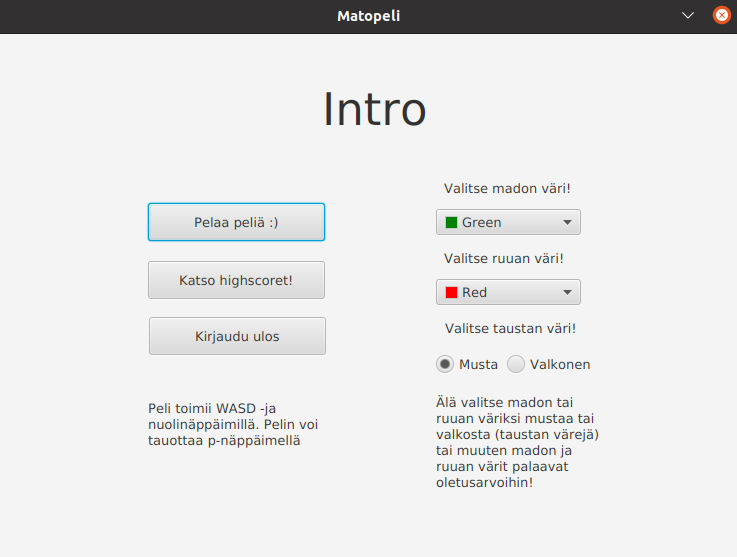 Matopeli
Intro
Pelaa peliä :)
Katso highscoret!
Kirjaudu ulos
Peli toimii WASD -ja
nuolinäppäimillä. Pelin voi
tauottaa p-näppäimellä
Valitse madon väri!
Green
Valitse ruuan väri!
Red
Valitse taustan väri!
Musta Valkonen
Älä valitse madon tai
ruuan väriksi mustaa tai
valkosta (taustan värejä)
tai muuten madon ja
ruuan värit palaavat
oletusarvoihin!